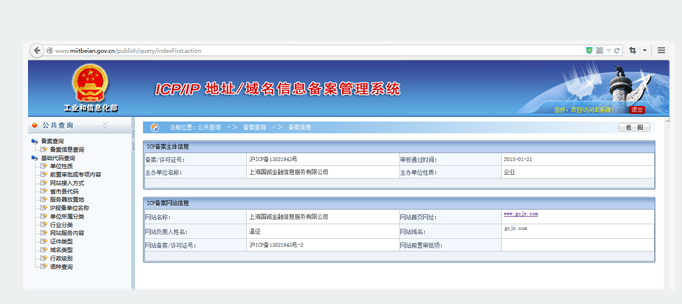 www.miitbeian.gov.cn/publish/query/indexFirst.action
ICP/IP 地址/域名信息备案管理系统
工业和信息化部
您好，欢迎访问本系统！ 退出
公共查询
当前位置：公共查询 -> 备案查询 -> 备案信息
返 回
备案查询
备案信息查询
基础代码查询
单位性质
前置审批或专项内容
网站接入方式
省市县代码
服务器放置地
IP报备单位名称
单位所属分类
行业分类
网站服务内容
证件类型
域名类型
行政级别
语种查询
ICP备案主体信息
备案/许可证号： 沪ICP备13021943号 审核通过时间： 2015-01-21
主办单位名称： 上海国诚金融信息服务有限公司 主办单位性质： 企业
ICP备案网站信息
网站名称： 上海国诚金融信息服务有限公司 网站首页网址： www.gcjr.com
网站负责人姓名： 网站域名： gcjr.com
网站备案/许可证号： 沪ICP备13021943号-2 网站前置审批项：